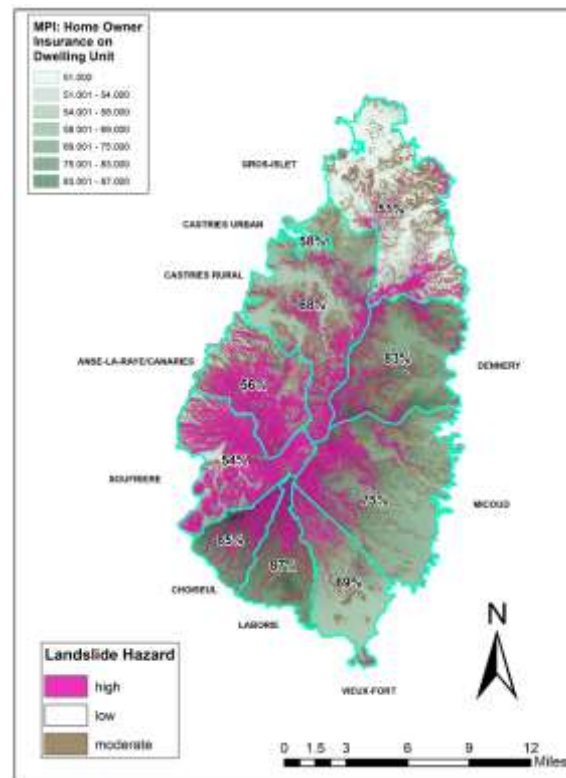 MPI: Home Owner
Insurance on
Dwelling Unit
51.000
51.001 - 54.000
54.001 - 58.000
58.001 - 69.000
69.001 - 75.000
75.001 - 83.000
83.001 - 87.000
GROS-ISLET
51%
CASTRIES URBAN
58%
CASTRIES RURAL
68%
ANSE-LA-RAYE/CANARIES
83%
DENNERY
56%
54%
SOUFRIERE
75%
MICOUD
85%
87%
69%
CHOISEUL
LABORIE
VIEUX-FORT
N
Landslide Hazard
high
low
moderate
0 1.5 3 6 9 12
Miles